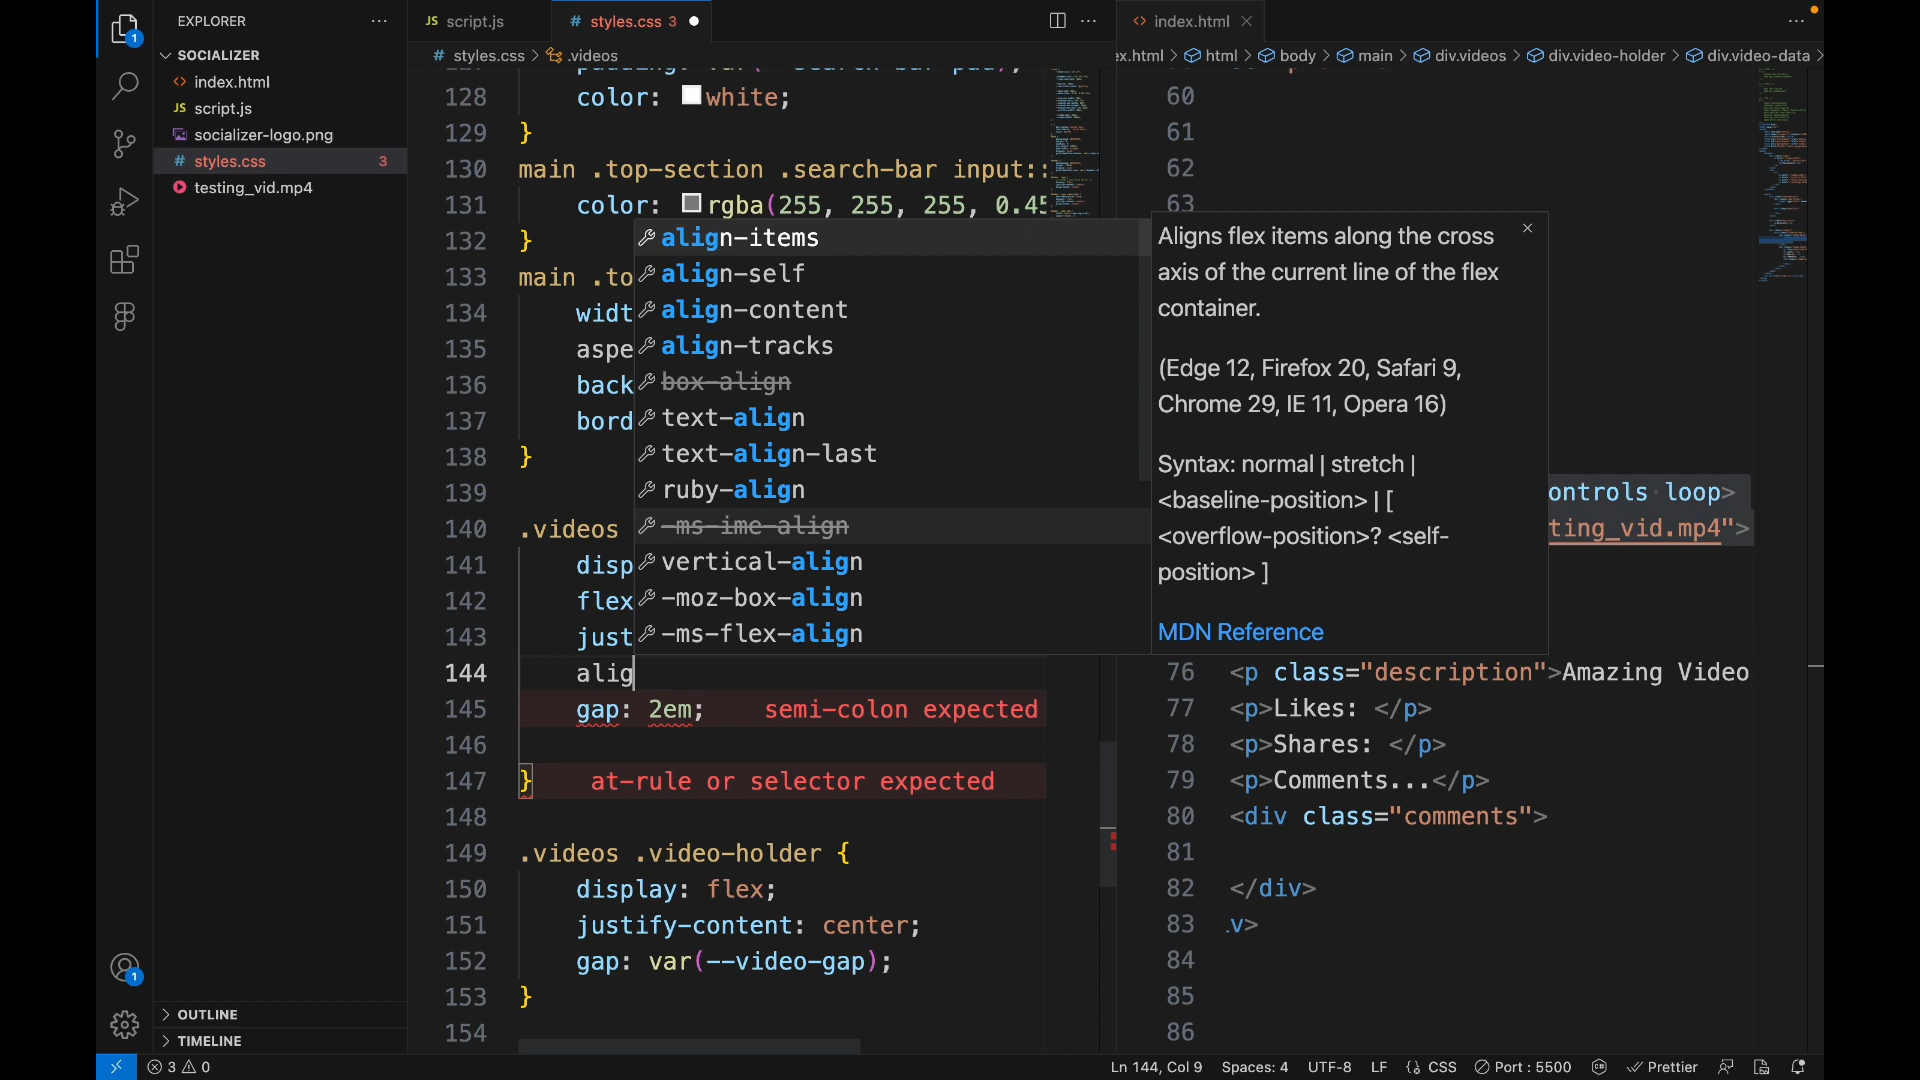 EXPLORER
SOCIALIZER
index.html
script.js
socializer-logo.png
styles.css 3
testing_vid.mp4
OUTLINE
TIMELINE
JS script.js
# styles.css 3
# styles.css > .videos
128 color: white;
129 }
130 main .top-section .search-bar input::
131 color: rgba(255, 255, 255, 0.45
132 }
133 main .to
134 widt
135 aspe
136 back
137 bord
138 }
139
140 .videos
141 disp
142 flex
143 just
144 alig
145 gap: 2em; semi-colon expected
146
147 } at-rule or selector expected
148
149 .videos .video-holder {
150 display: flex;
151 justify-content: center;
152 gap: var(--video-gap);
153 }
154
align-items
align-self
align-content
align-tracks
box-align
text-align
text-align-last
ruby-align
-ms-ime-align
vertical-align
-moz-box-align
-ms-flex-align
Aligns flex items along the cross
axis of the current line of the flex
container.
(Edge 12, Firefox 20, Safari 9,
Chrome 29, IE 11, Opera 16)
Syntax: normal | stretch |
<baseline-position> | [
<overflow-position>? <self-
position> ]
MDN Reference
<> index.html
ex.html > html > body > main > div.videos > div.video-holder > div.video-data >
60
61
62
63
ontrols loop>
ting_vid.mp4">
76 <p class="description">Amazing Video
77 <p>Likes: </p>
78 <p>Shares: </p>
79 <p>Comments...</p>
80 <div class="comments">
81
82 </div>
83 .v>
84
85
86
3 0
Ln 144, Col 9 Spaces: 4 UTF-8 LF {} CSS Port : 5500 Prettier